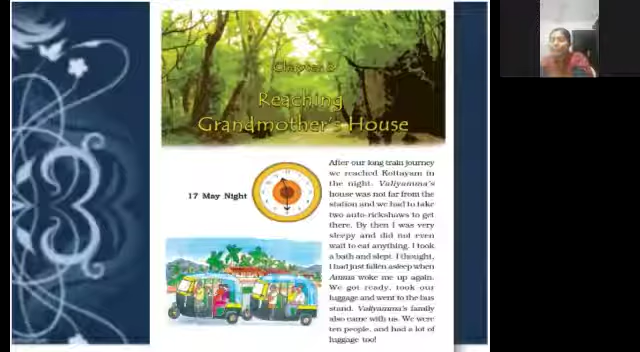 Chapter 3
Reaching
Grandmother's House
17 May Night
After our long train journey
we reached Kottayam in
the night. Valiyamma's
house was not far from the
station and we had to take
two auto-rickshaws to get
there. By then I was very
sleepy and did not even
wait to eat anything. I took
a bath and slept. I thought,
I had just fallen asleep when
Amma woke me up again.
We got ready, took our
luggage and went to the bus
stand. Valiyamma's family
also came with us. We were
ten people, and had a lot of
luggage too!